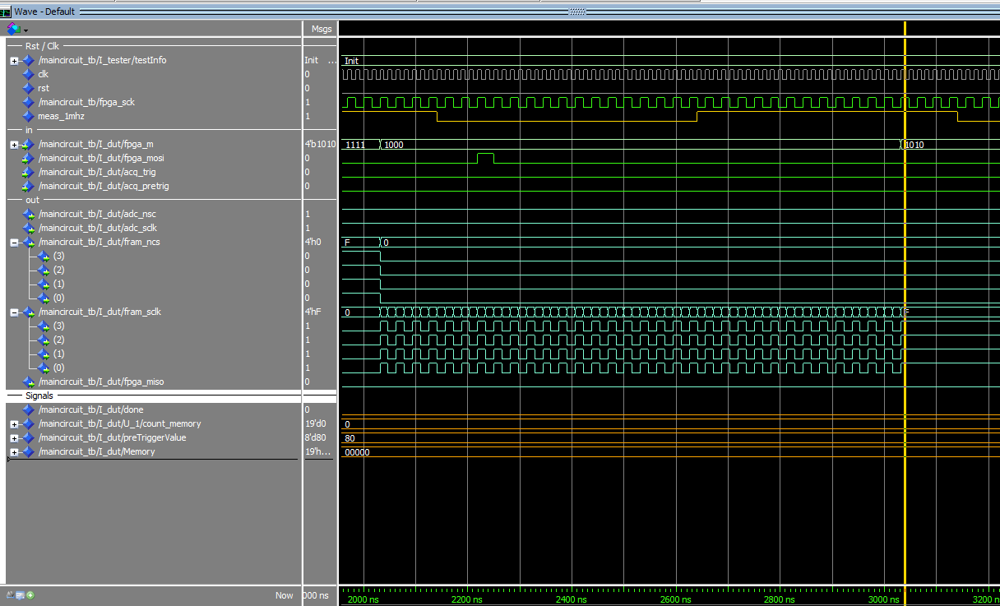 Wave - Default
Msgs
Rst / Clk
/maincircuit_tb/I_tester/testInfo Init ... Init
clk 0
rst 0
/maincircuit_tb/fpga_sck 1
meas_1mhz 1
in
/maincircuit_tb/I_dut/fpga_m 4'b1010 1111 1000 1010
/maincircuit_tb/I_dut/fpga_mosi 0
/maincircuit_tb/I_dut/acq_trig 0
/maincircuit_tb/I_dut/acq_pretrig 0
out
/maincircuit_tb/I_dut/adc_nsc 1
/maincircuit_tb/I_dut/adc_sclk 1
/maincircuit_tb/I_dut/fram_ncs 4'h0 F 0
(3) 0
(2) 0
(1) 0
(0) 0
/maincircuit_tb/I_dut/fram_sclk 4'hF 0 F
(3) 1
(2) 1
(1) 1
(0) 1
/maincircuit_tb/I_dut/fpga_miso 0
Signals
/maincircuit_tb/I_dut/done 0
/maincircuit_tb/I_dut/U_1/count_memory 19'd0 0
/maincircuit_tb/I_dut/preTriggerValue 8'd80 80
/maincircuit_tb/I_dut/Memory 19'h... 00000
Now 000 ns 2000 ns 2200 ns 2400 ns 2600 ns 2800 ns 3000 ns 3200 n